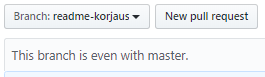 Branch: readme-korjaus New pull request
This branch is even with master.